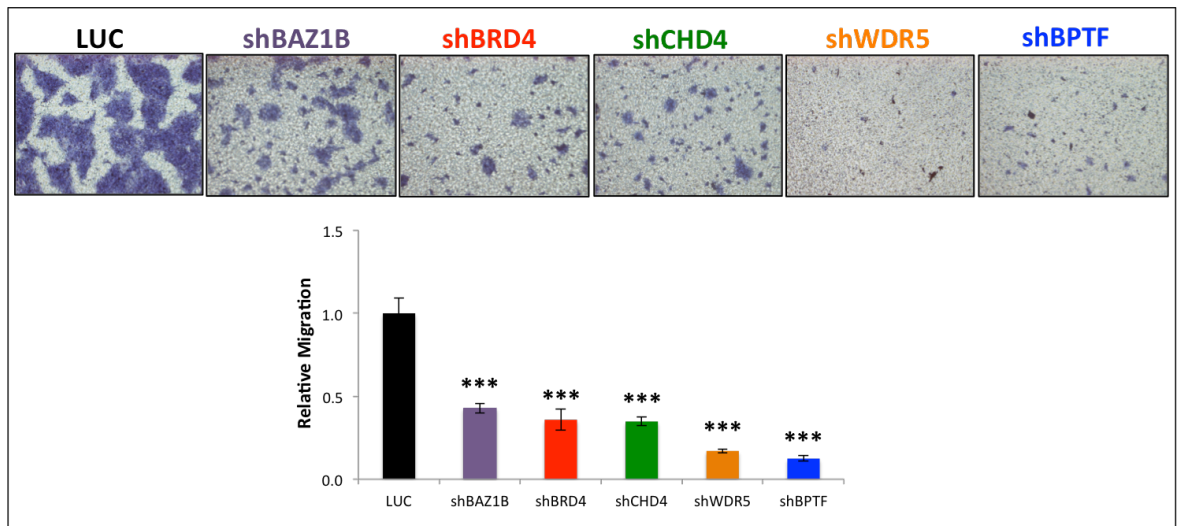 LUC shBAZ1B shBRD4 shCHD4 shWDR5 shBPTF
1.5
1.0
0.5
0.0
Relative Migration
*** *** *** *** ***
LUC shBAZ1B shBRD4 shCHD4 shWDR5 shBPTF